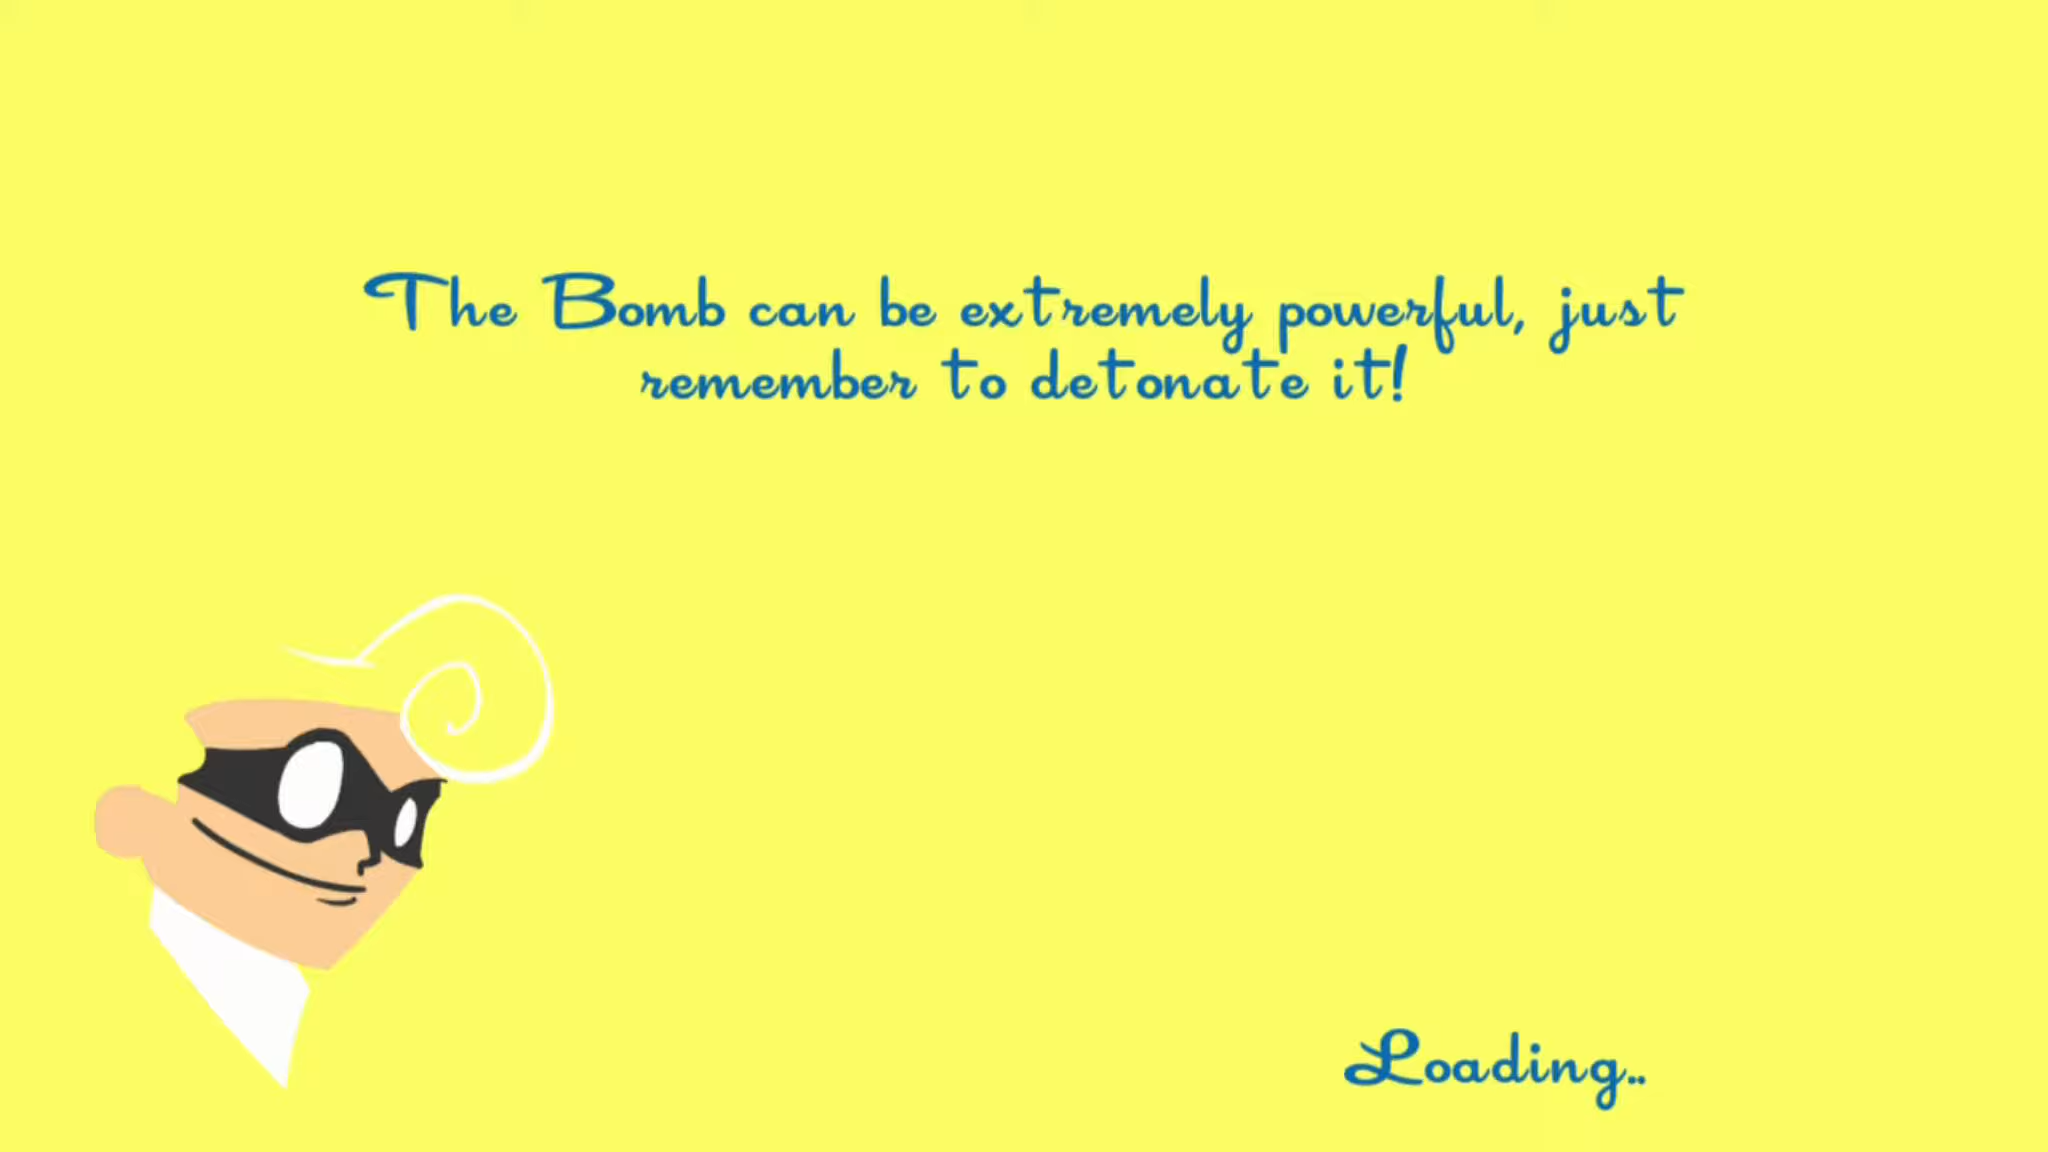 The Bomb can be extremely powerful, just
remember to detonate it!
Loading..